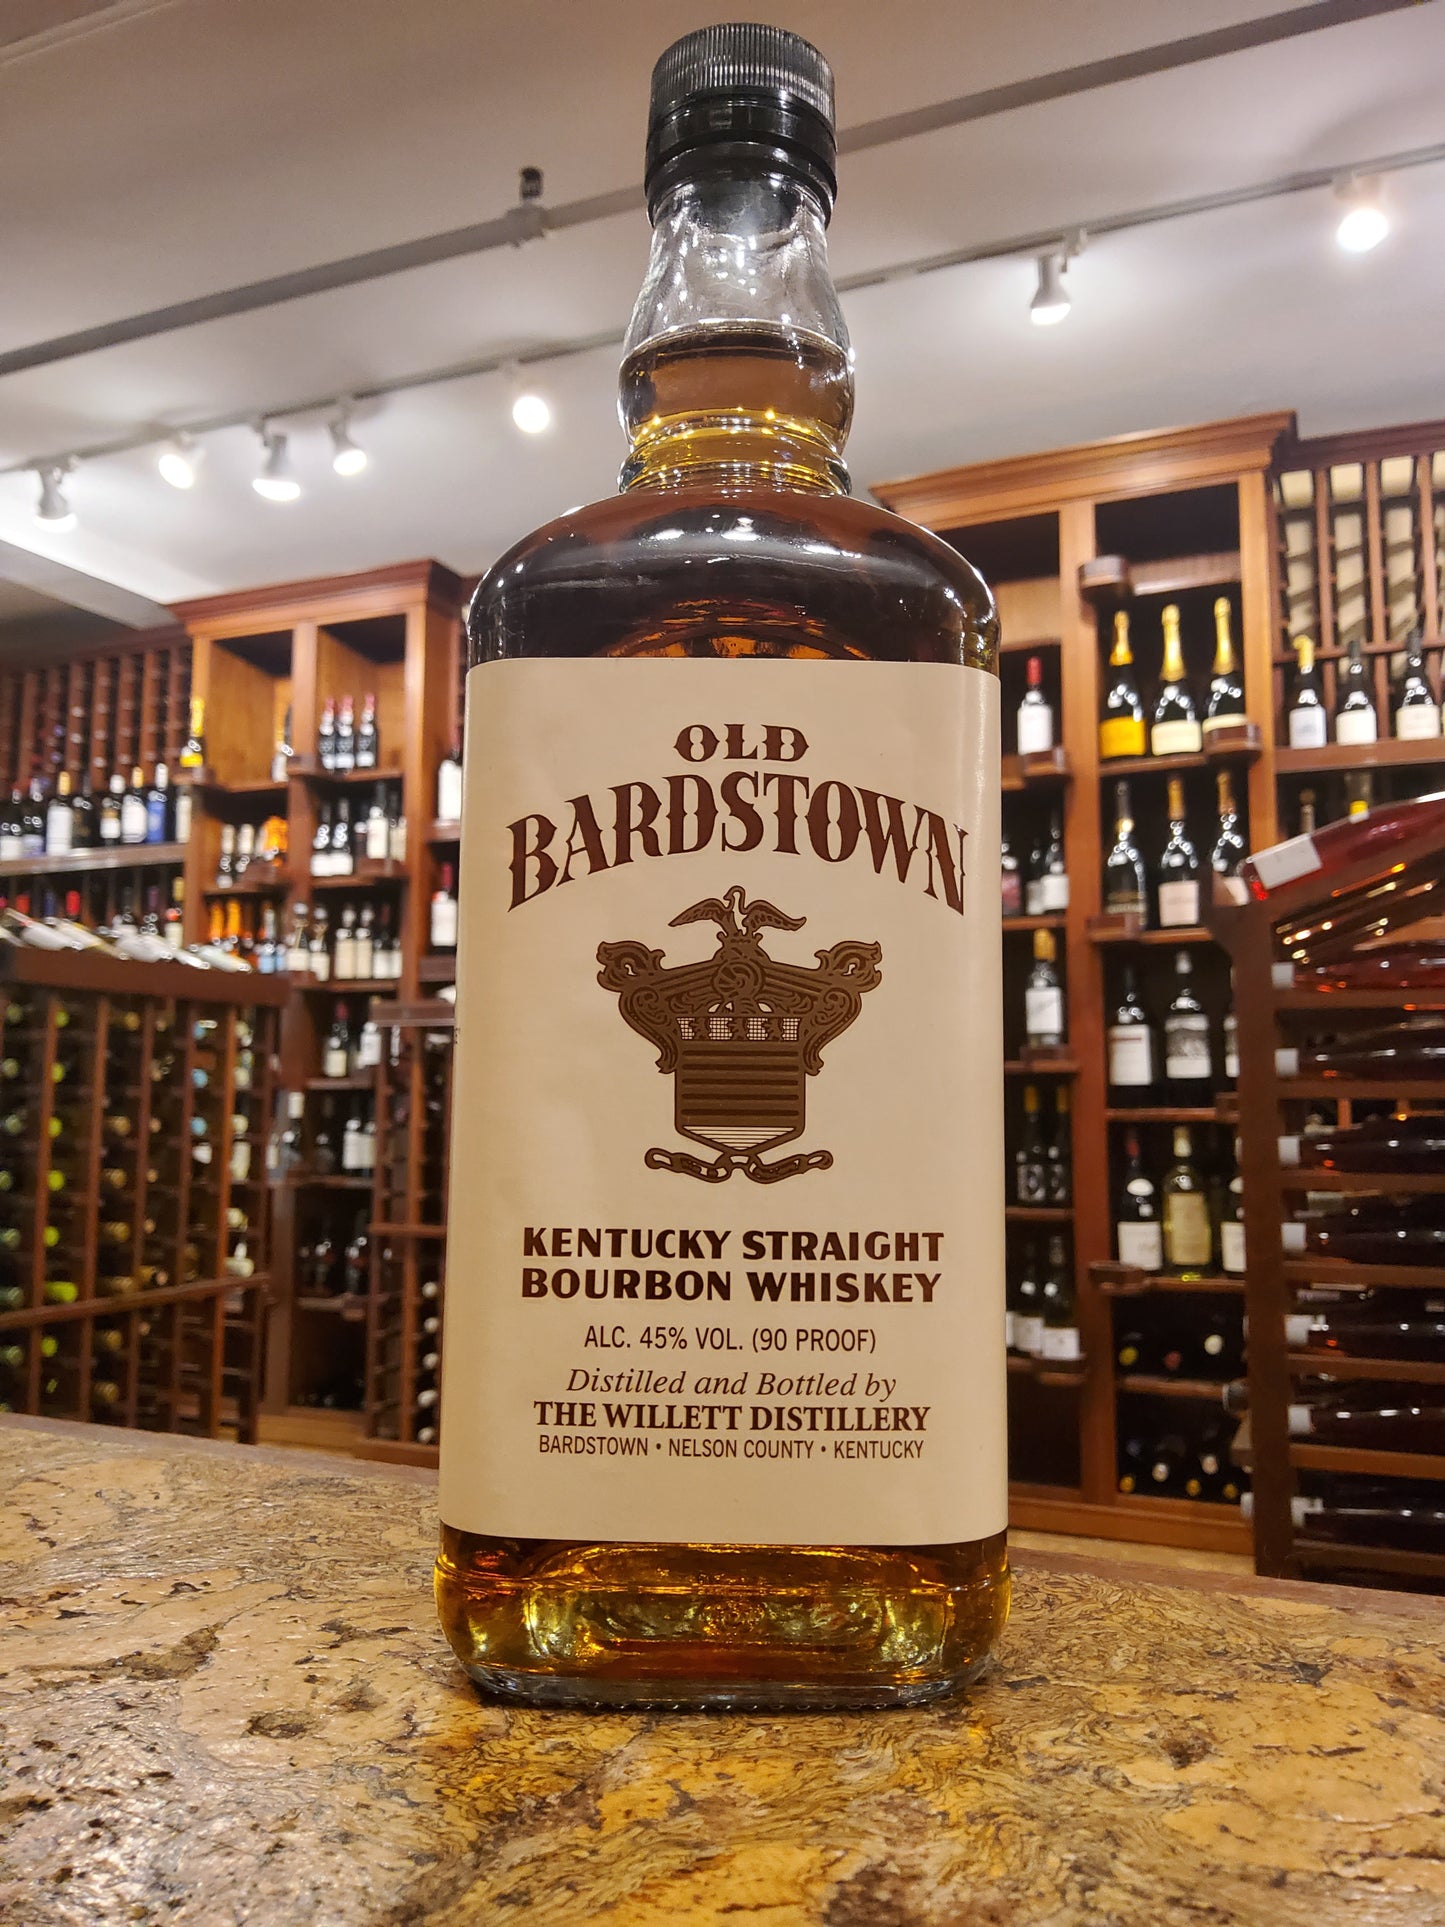 OLD
BARDSTOWN
KENTUCKY STRAIGHT
BOURBON WHISKEY
ALC. 45% VOL. (90 PROOF)
Distilled and Bottled by
THE WILLETT DISTILLERY
BARDSTOWN • NELSON COUNTY • KENTUCKY